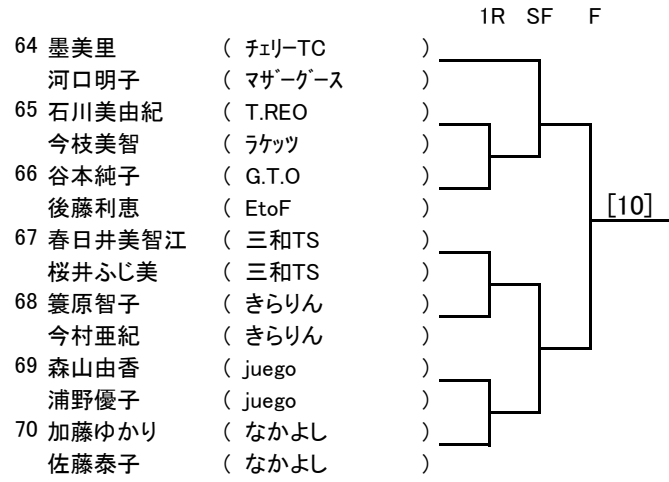 1R SF F
64 墨美里 ( チェリーTC )
河口明子 ( マザーグース )
65 石川美由紀 ( T.REO )
今枝美智 ( ラケッツ )
66 谷本純子 ( G.T.O )
後藤利恵 ( EtoF )
[10]
67 春日井美智江 ( 三和TS )
桜井ふじ美 ( 三和TS )
68 簑原智子 ( きらりん )
今村亜紀 ( きらりん )
69 森山由香 ( juego )
浦野優子 ( juego )
70 加藤ゆかり ( なかよし )
佐藤泰子 ( なかよし )